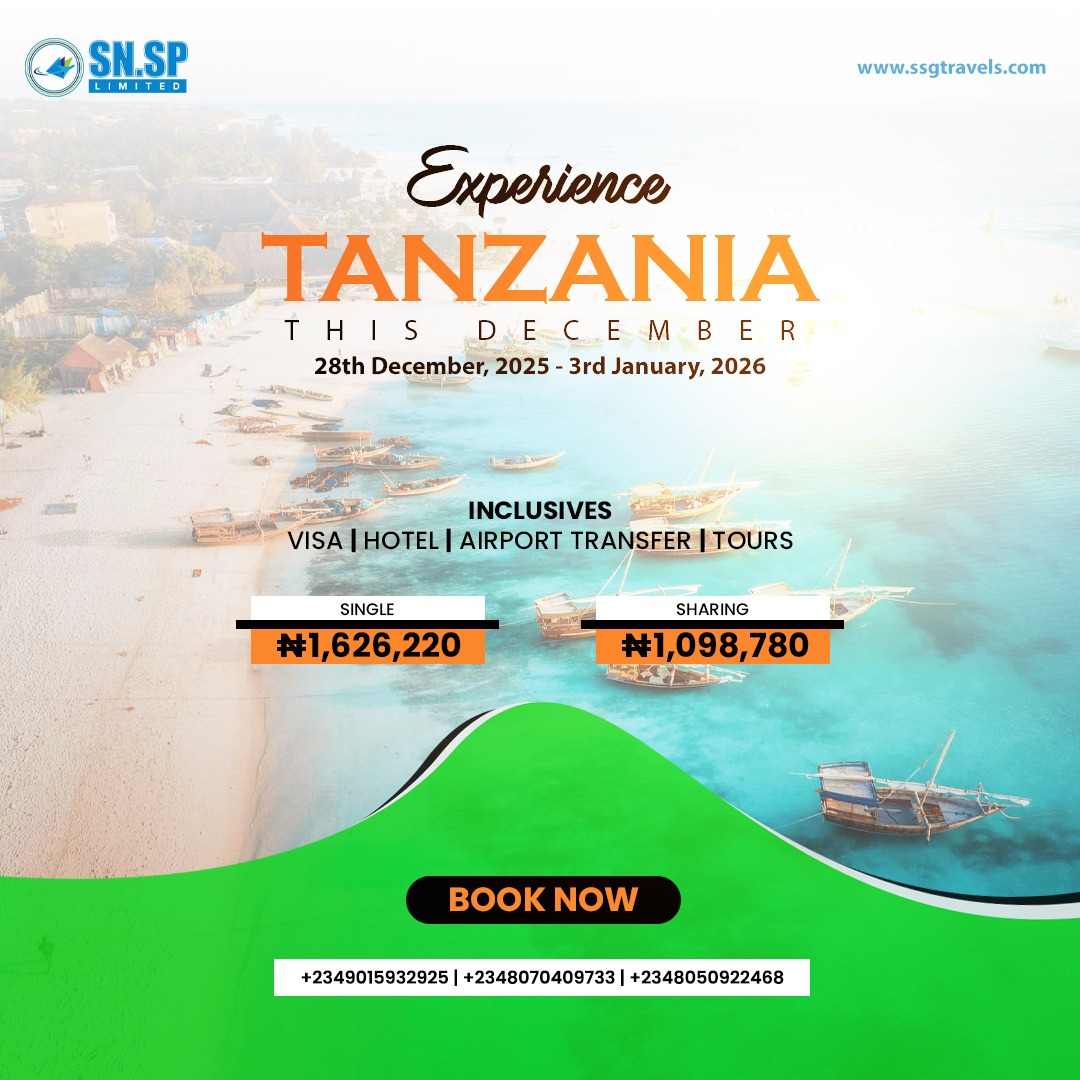 SN.SP
LIMITED
www.ssgtravels.com
Experience
TANZANIA
THIS DECEMBER
28th December, 2025 - 3rd January, 2026
INCLUSIVES
VISA | HOTEL | AIRPORT TRANSFER | TOURS
SINGLE
₦1,626,220
SHARING
₦1,098,780
BOOK NOW
+2349015932925 | +2348070409733 | +2348050922468